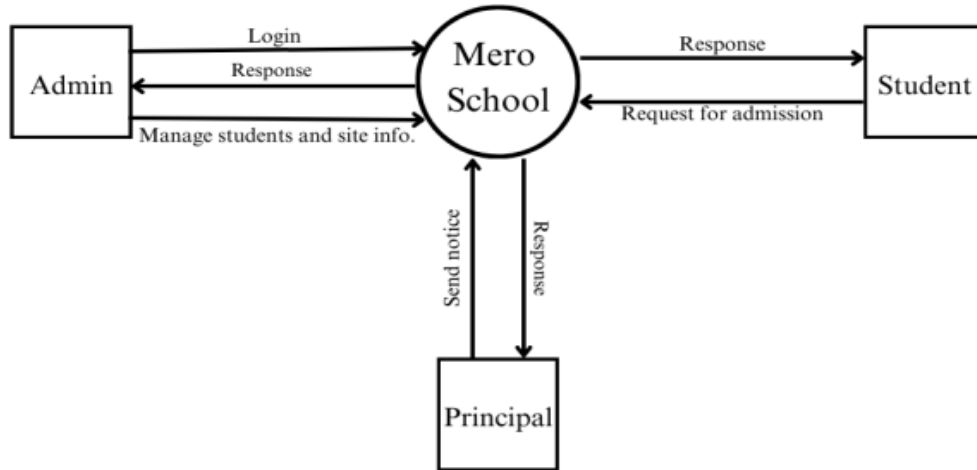 Login
Response
Manage students and site info.
Admin
Mero
School
Response
Request for admission
Student
Send notice
Response
Principal